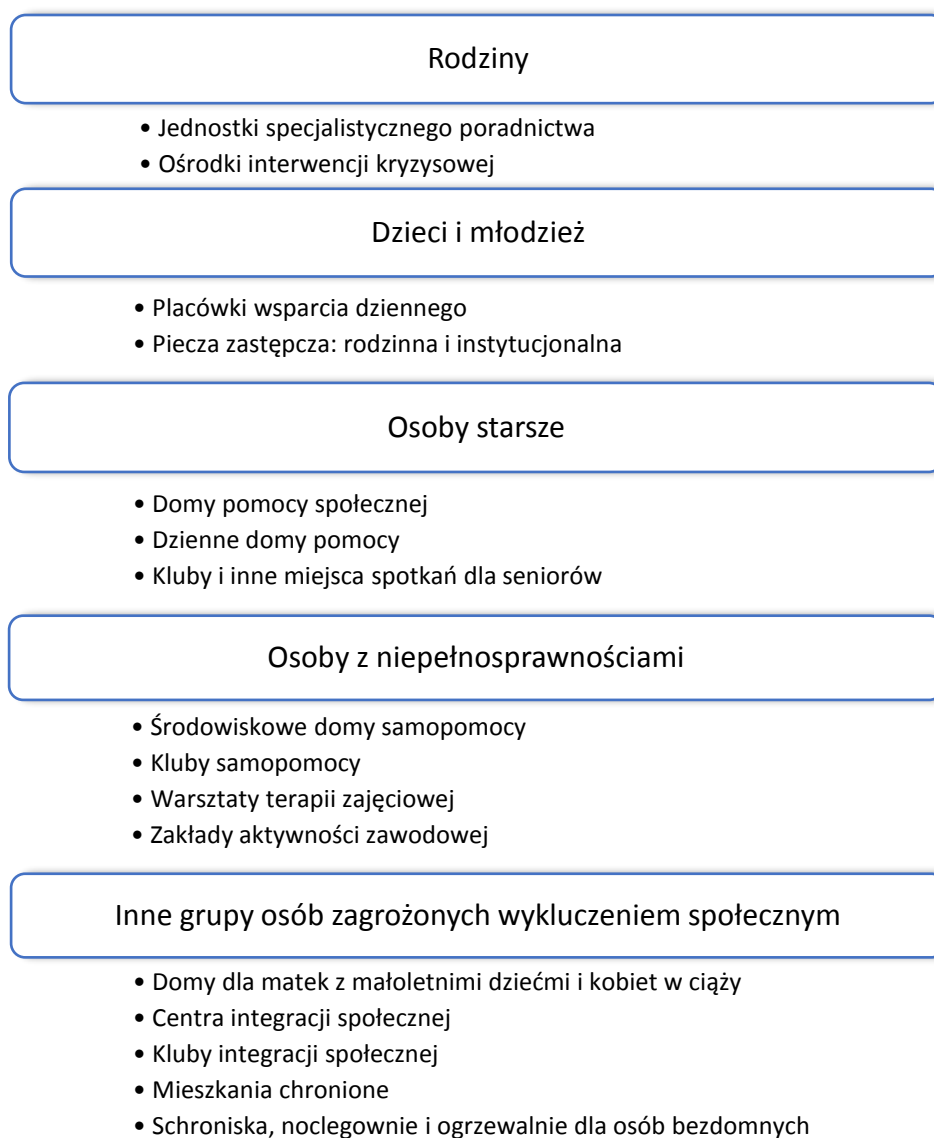 Rodziny
• Jednostki specjalistycznego poradnictwa
• Ośrodki interwencji kryzysowej
Dzieci i młodzież
• Placówki wsparcia dziennego
• Piecza zastępcza: rodzinna i instytucjonalna
Osoby starsze
• Domy pomocy społecznej
• Dzienne domy pomocy
• Kluby i inne miejsca spotkań dla seniorów
Osoby z niepełnosprawnościami
• Środowiskowe domy samopomocy
• Kluby samopomocy
• Warsztaty terapii zajęciowej
• Zakłady aktywności zawodowej
Inne grupy osób zagrożonych wykluczeniem społecznym
• Domy dla matek z małoletnimi dziećmi i kobiet w ciąży
• Centra integracji społecznej
• Kluby integracji społecznej
• Mieszkania chronione
• Schroniska, noclegownie i ogrzewalnie dla osób bezdomnych